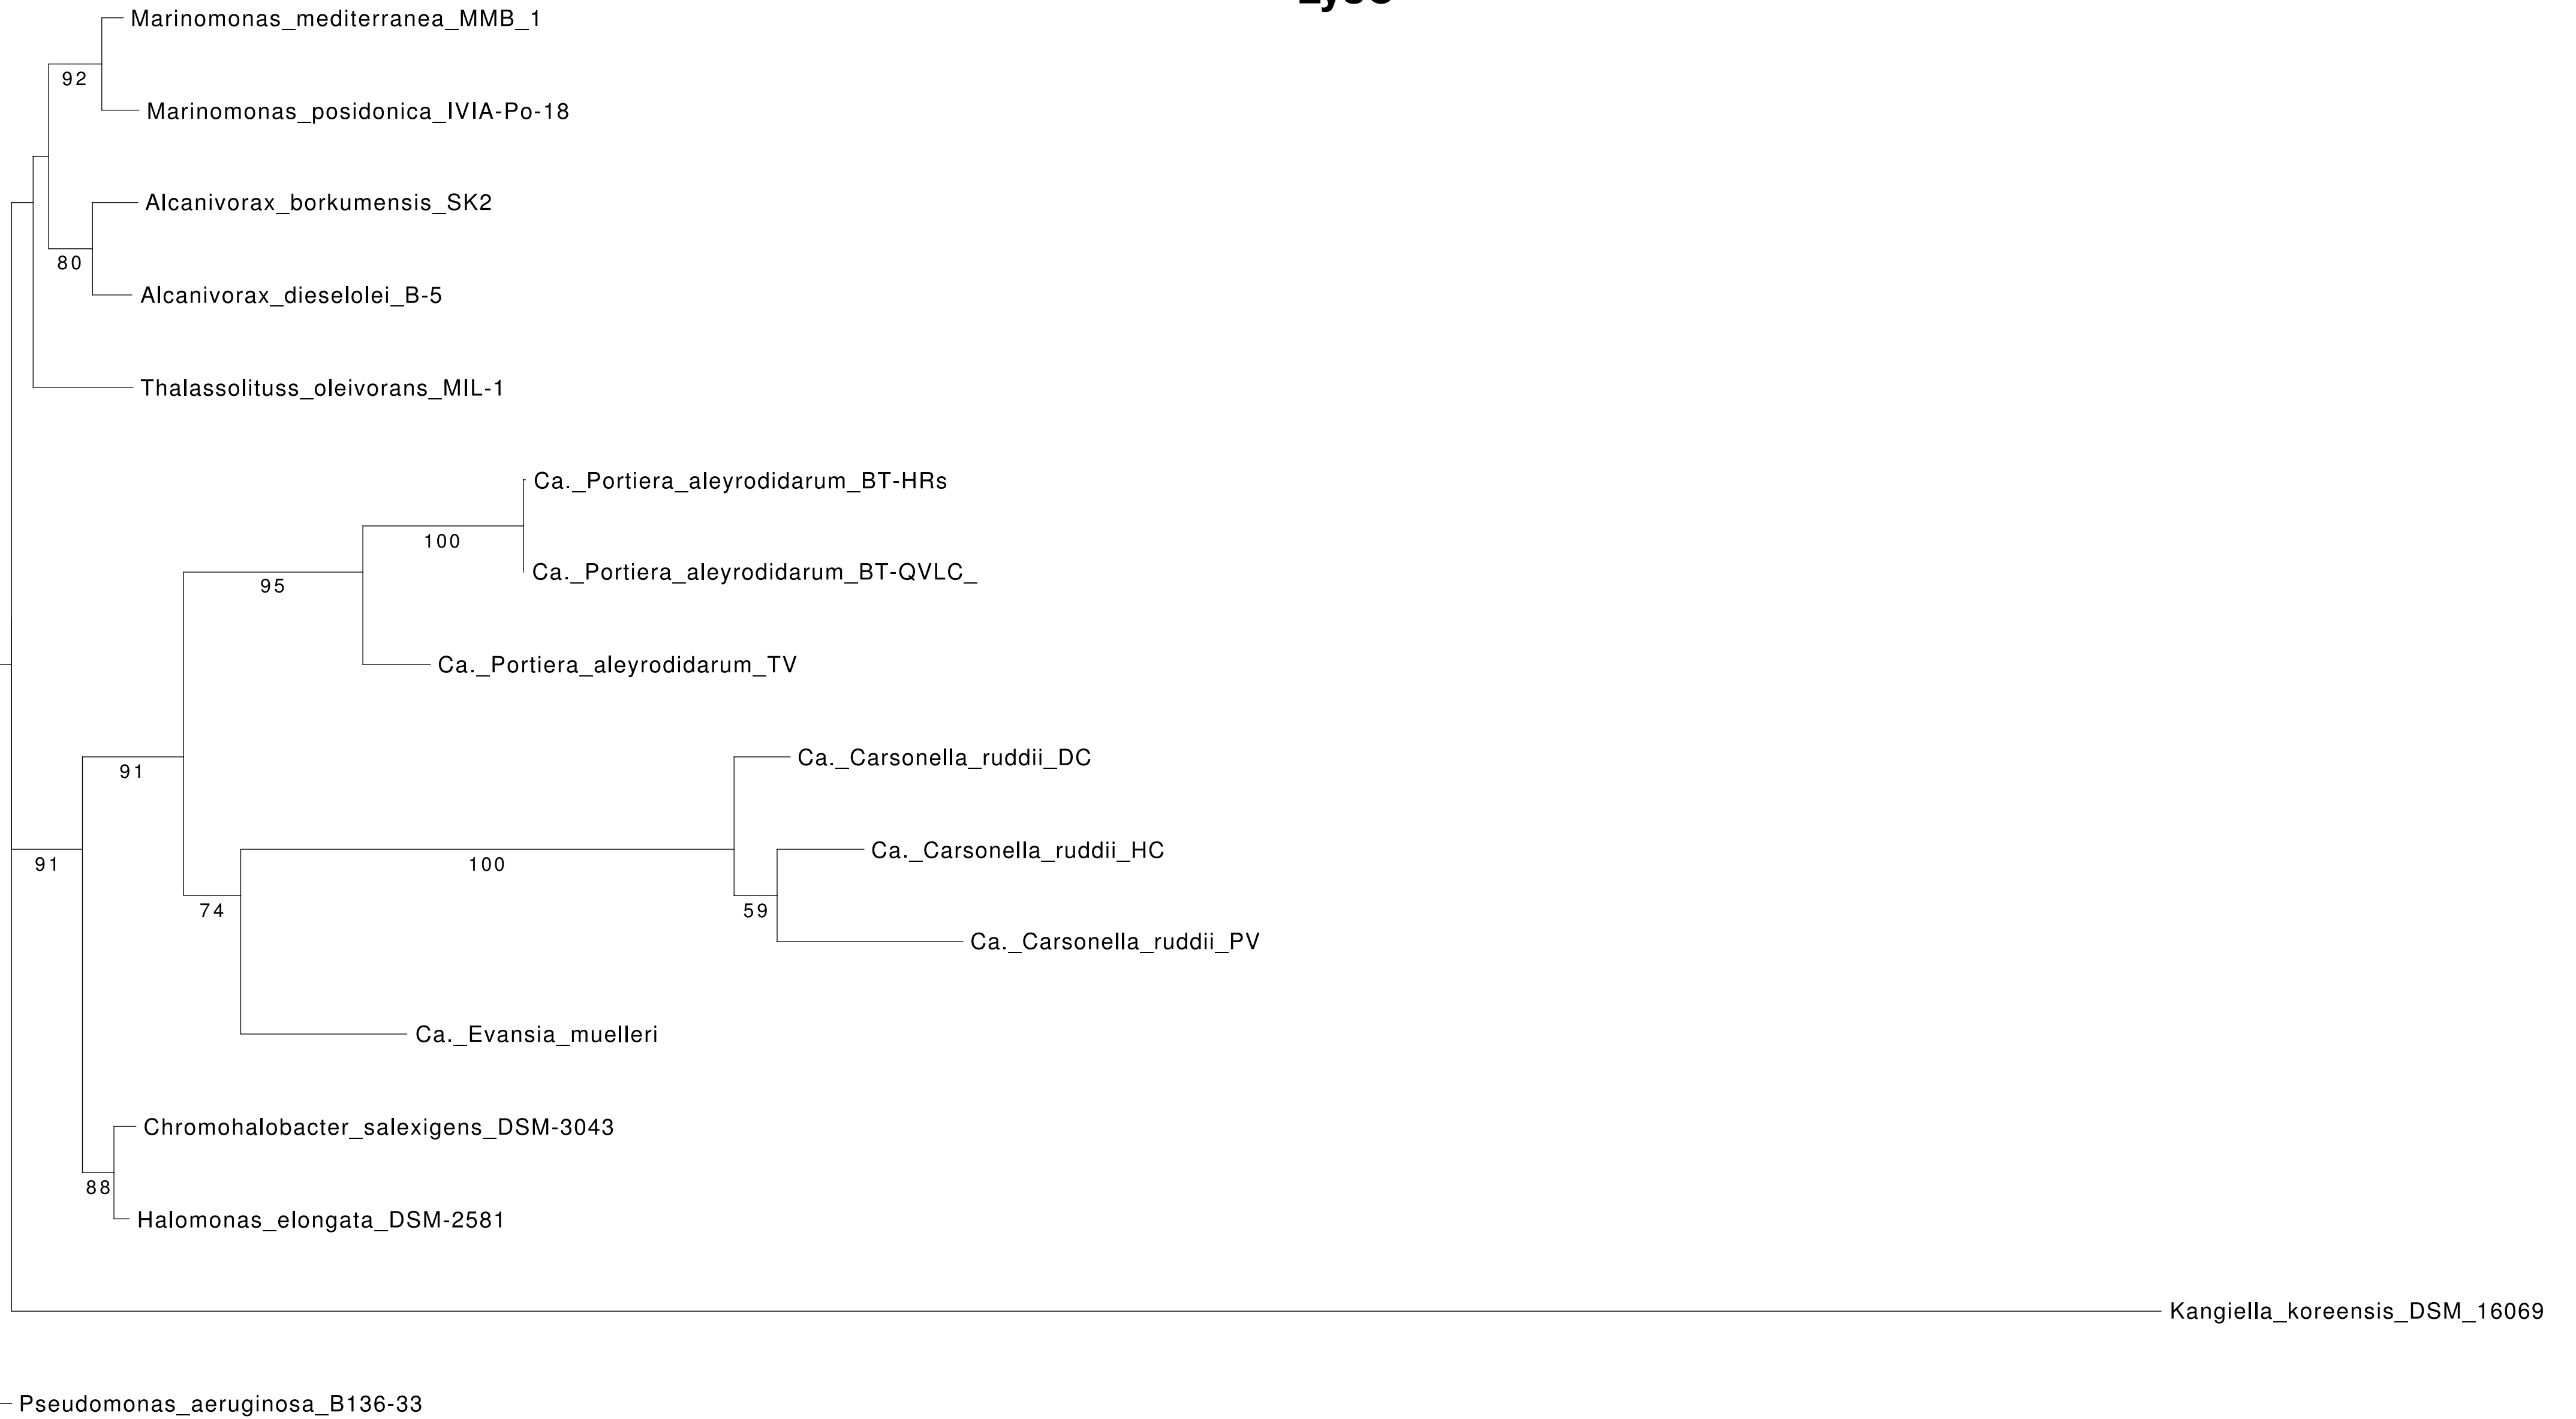 Marinomonas_mediterranea_MMB_1
92
Marinomonas_posidonica_IVIA-Po-18
Alcanivorax_borkumensis_SK2
80
Alcanivorax_dieselolei_B-5
Thalassolituss_oleivorans_MIL-1
Ca._Portiera_aleyrodidarum_BT-HRs
100
Ca._Portiera_aleyrodidarum_BT-QVLC_
95
Ca._Portiera_aleyrodidarum_TV
Ca._Carsonella_ruddii_DC
91
Ca._Carsonella_ruddii_HC
91
100
74
59
Ca._Carsonella_ruddii_PV
Ca._Evansia_muelleri
Chromohalobacter_salexigens_DSM-3043
88
Halomonas_elongata_DSM-2581
Kangiella_koreensis_DSM_16069
Pseudomonas_aeruginosa_B136-33